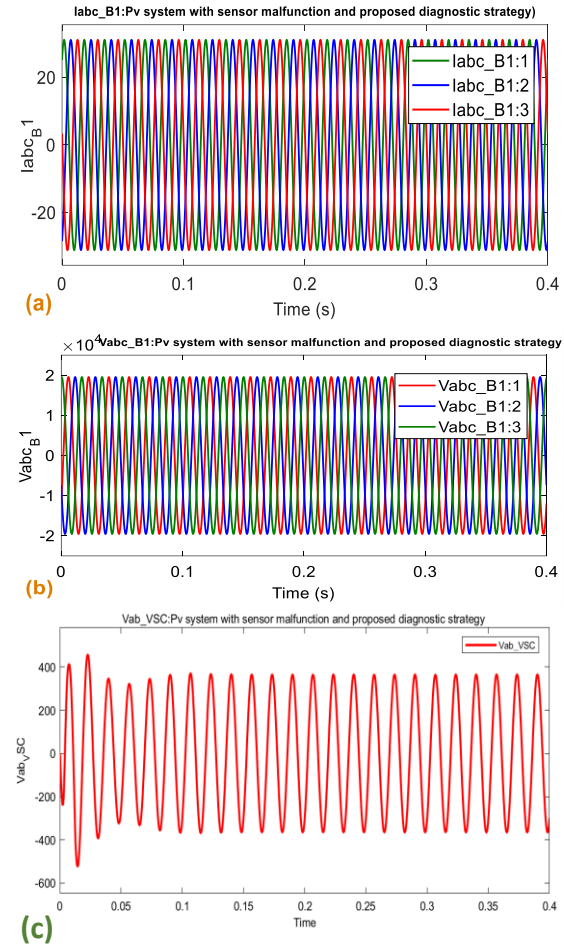 Iabc_B1:Pv system with sensor malfunction and proposed diagnostic strategy)
Iabc_B1:1
Iabc_B1:2
Iabc_B1:3
20
0
-20
Iabc_B1
0 0.1 0.2 0.3 0.4
Time (s)
(a)
×10^4
Vabc_B1:Pv system with sensor malfunction and proposed diagnostic strategy
Vabc_B1:1
Vabc_B1:2
Vabc_B1:3
2
1
0
-1
-2
Vabc_B1
0 0.1 0.2 0.3 0.4
Time (s)
(b)
Vab_VSC:Pv system with sensor malfunction and proposed diagnostic strategy
Vab_VSC
400
200
0
-200
-400
-600
Vab_VSC
0 0.05 0.1 0.15 0.2 0.25 0.3 0.35 0.4
Time
(c)